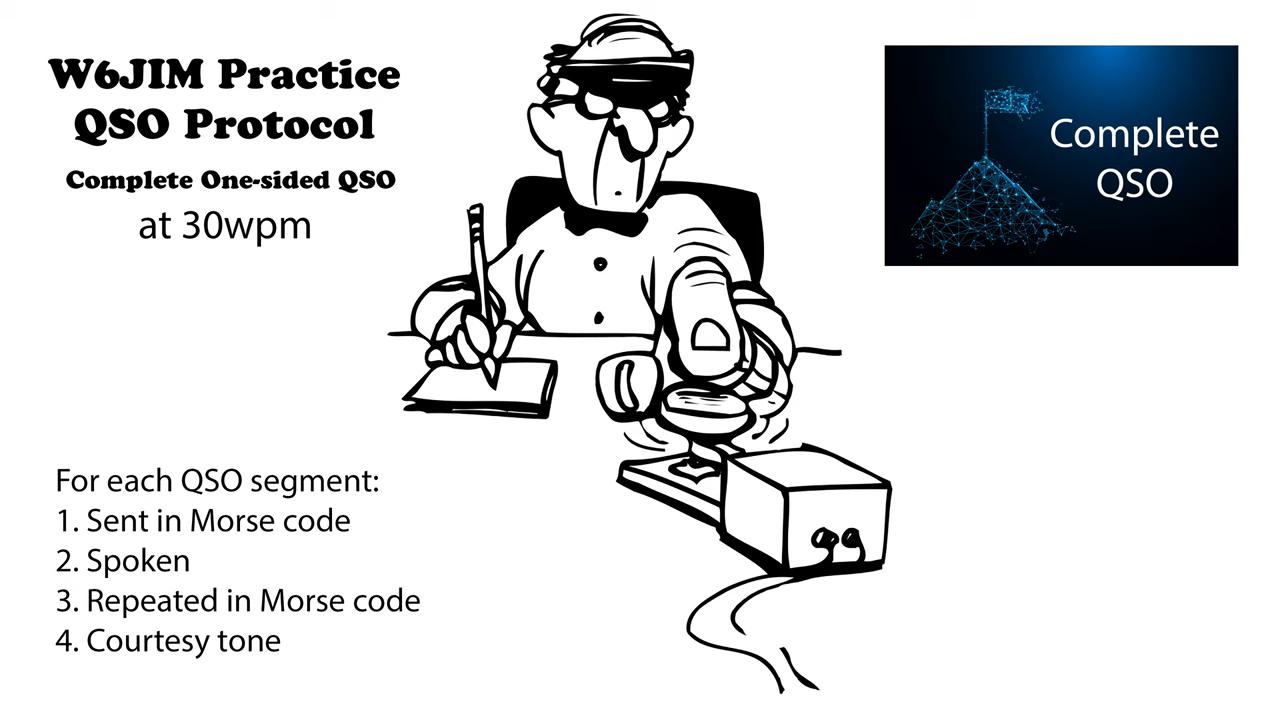 W6JIM Practice
QSO Protocol
Complete One-sided QSO
at 30wpm
Complete
QSO
For each QSO segment:
1. Sent in Morse code
2. Spoken
3. Repeated in Morse code
4. Courtesy tone